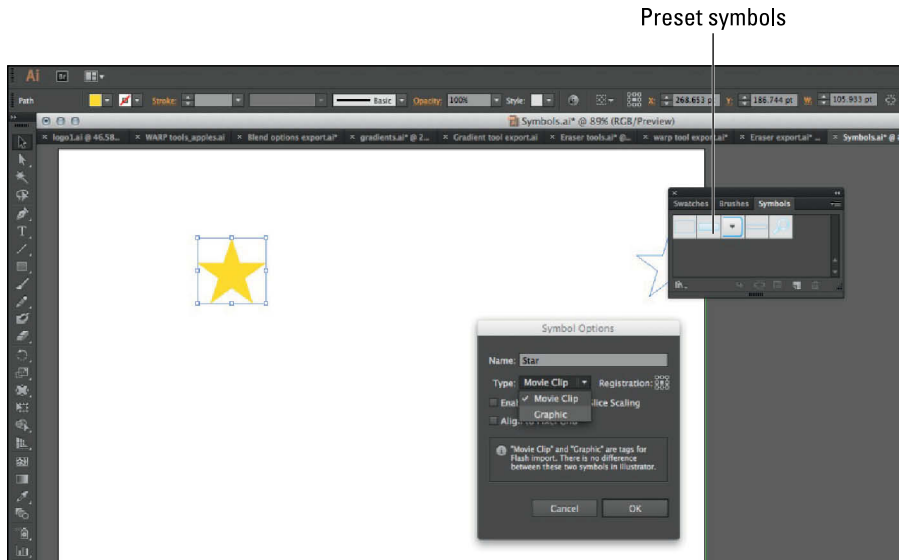 Preset symbols
Ai Br
Path Stroke: Basic Opacity: 100% Style: X: 268.653 p Y: 186.744 pt W: 105.933 pt
Symbols.ai* @ 89% (RGB/Preview)
× logo1.ai @ 46.58... × WARP tools_apples.ai × Blend options export.ai* × gradients.ai* @ 2... × Gradient tool export.ai × Eraser tools.ai* @... × warp tool export.ai* × Eraser export.ai* ... × Symbols.ai* @
Swatches Brushes Symbols
Symbol Options
Name: Star
Type: Movie Clip Registration:
Movie Clip
lice Scaling
Graphic
"Movie Clip" and "Graphic" are tags for
Flash import. There is no difference
between these two symbols in Illustrator.
Cancel OK